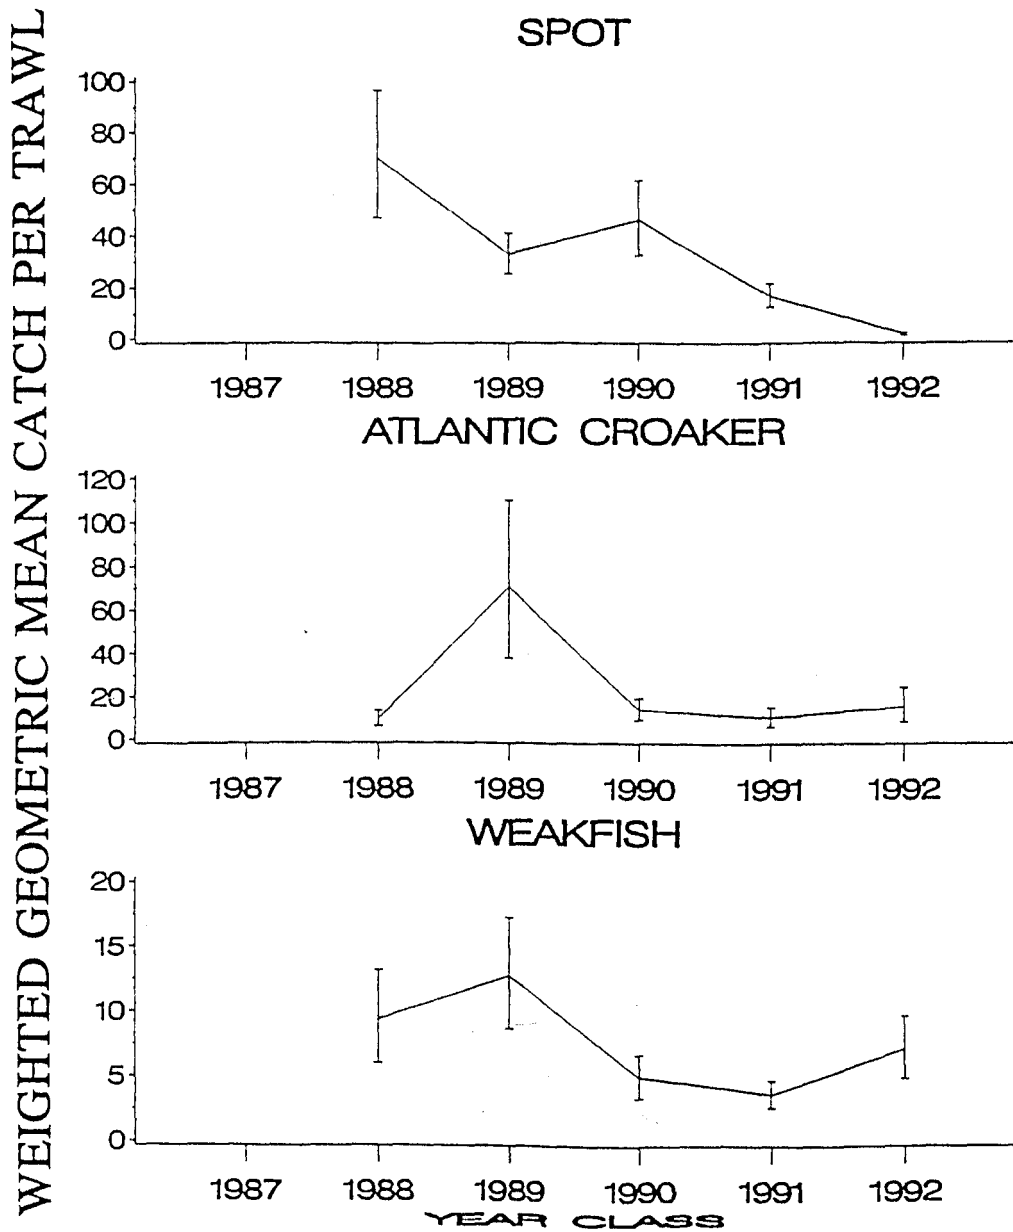 WEIGHTED GEOMETRIC MEAN CATCH PER TRAWL
SPOT
100
80
60
40
20
0
1987 1988 1989 1990 1991 1992
ATLANTIC CROAKER
120
100
80
60
40
20
0
1987 1988 1989 1990 1991 1992
WEAKFISH
20
15
10
5
0
1987 1988 1989 1990 1991 1992
YEAR CLASS